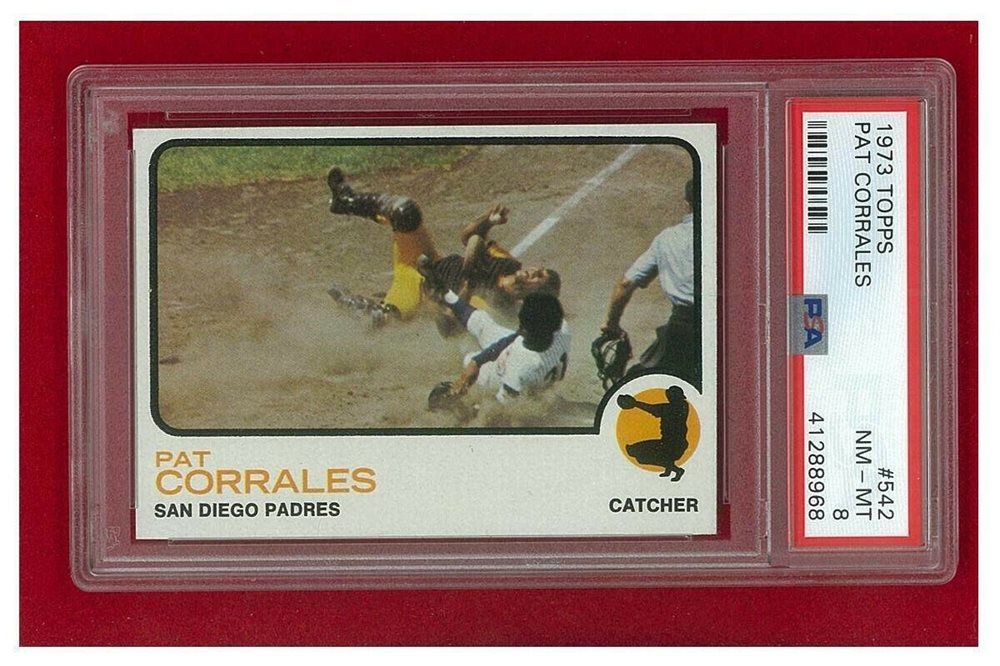 PAT
CORRALES
SAN DIEGO PADRES
CATCHER
1973 TOPPS
PAT CORRALES
PSA
#542
NM - MT
8
41288968